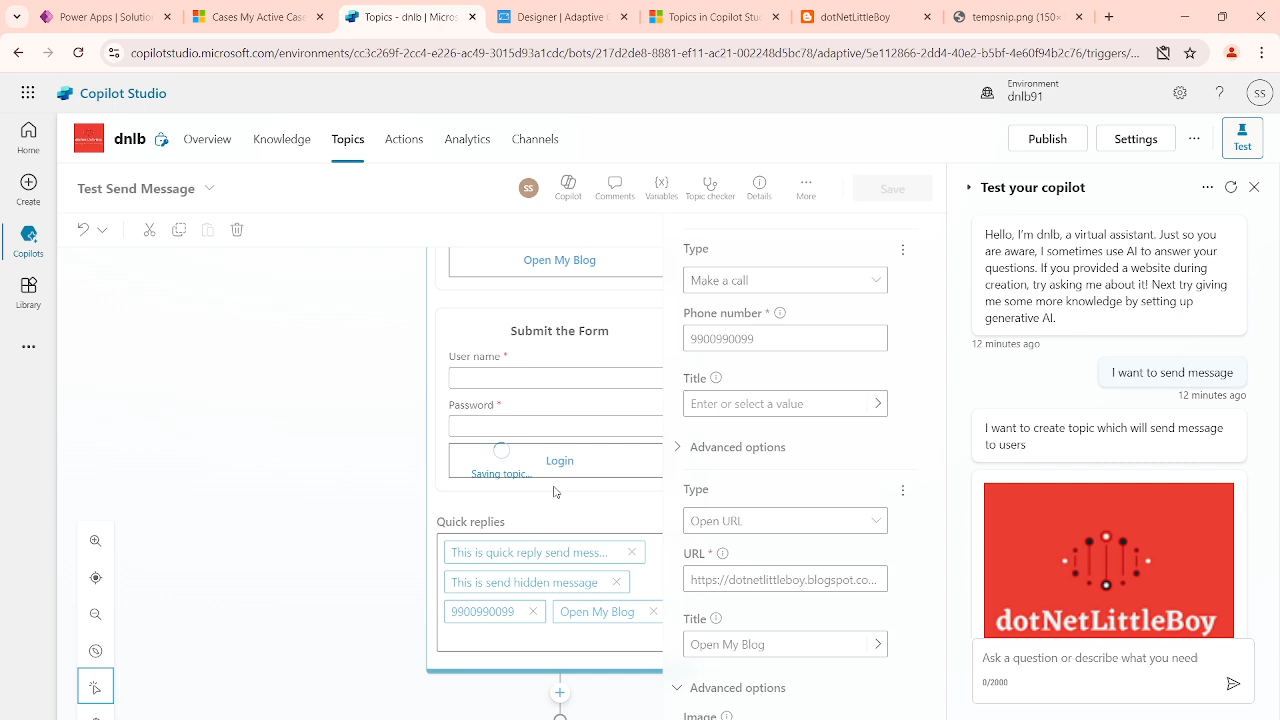 Power Apps | Solution
Cases My Active Cas
Topics - dnlb | Micros
Designer | Adaptive C
Topics in Copilot Stu
dotNetLittleBoy
tempsnip.png (150×
copilotstudio.microsoft.com/environments/cc3c269f-2cc4-e226-ac49-3015d93a1cdc/bots/217d2de8-8881-ef11-ac21-002248d5bc78/adaptive/5e112866-2dd4-40e2-b5bf-4e60f94b2c76/triggers/...
Copilot Studio
Environment
dnlb91
SS
Home
Create
Copilots
Library
dnlb
Overview
Knowledge
Topics
Actions
Analytics
Channels
Publish
Settings
Test
Test Send Message
SS
Copilot
Comments
Variables
Topic checker
Details
More
Save
Open My Blog
Submit the Form
User name *
Password *
Login
Saving topic...
Quick replies
This is quick reply send mess...
This is send hidden message
9900990099
Open My Blog
Type
Make a call
Phone number *
9900990099
Title
Enter or select a value
Advanced options
Type
Open URL
URL *
https://dotnetlittleboy.blogspot.co...
Title
Open My Blog
Advanced options
Image
Test your copilot
Hello, I'm dnlb, a virtual assistant. Just so you
are aware, I sometimes use AI to answer your
questions. If you provided a website during
creation, try asking me about it! Next try giving
me some more knowledge by setting up
generative AI.
12 minutes ago
I want to send message
12 minutes ago
I want to create topic which will send message
to users
dotNetLittleBoy
Ask a question or describe what you need
0/2000